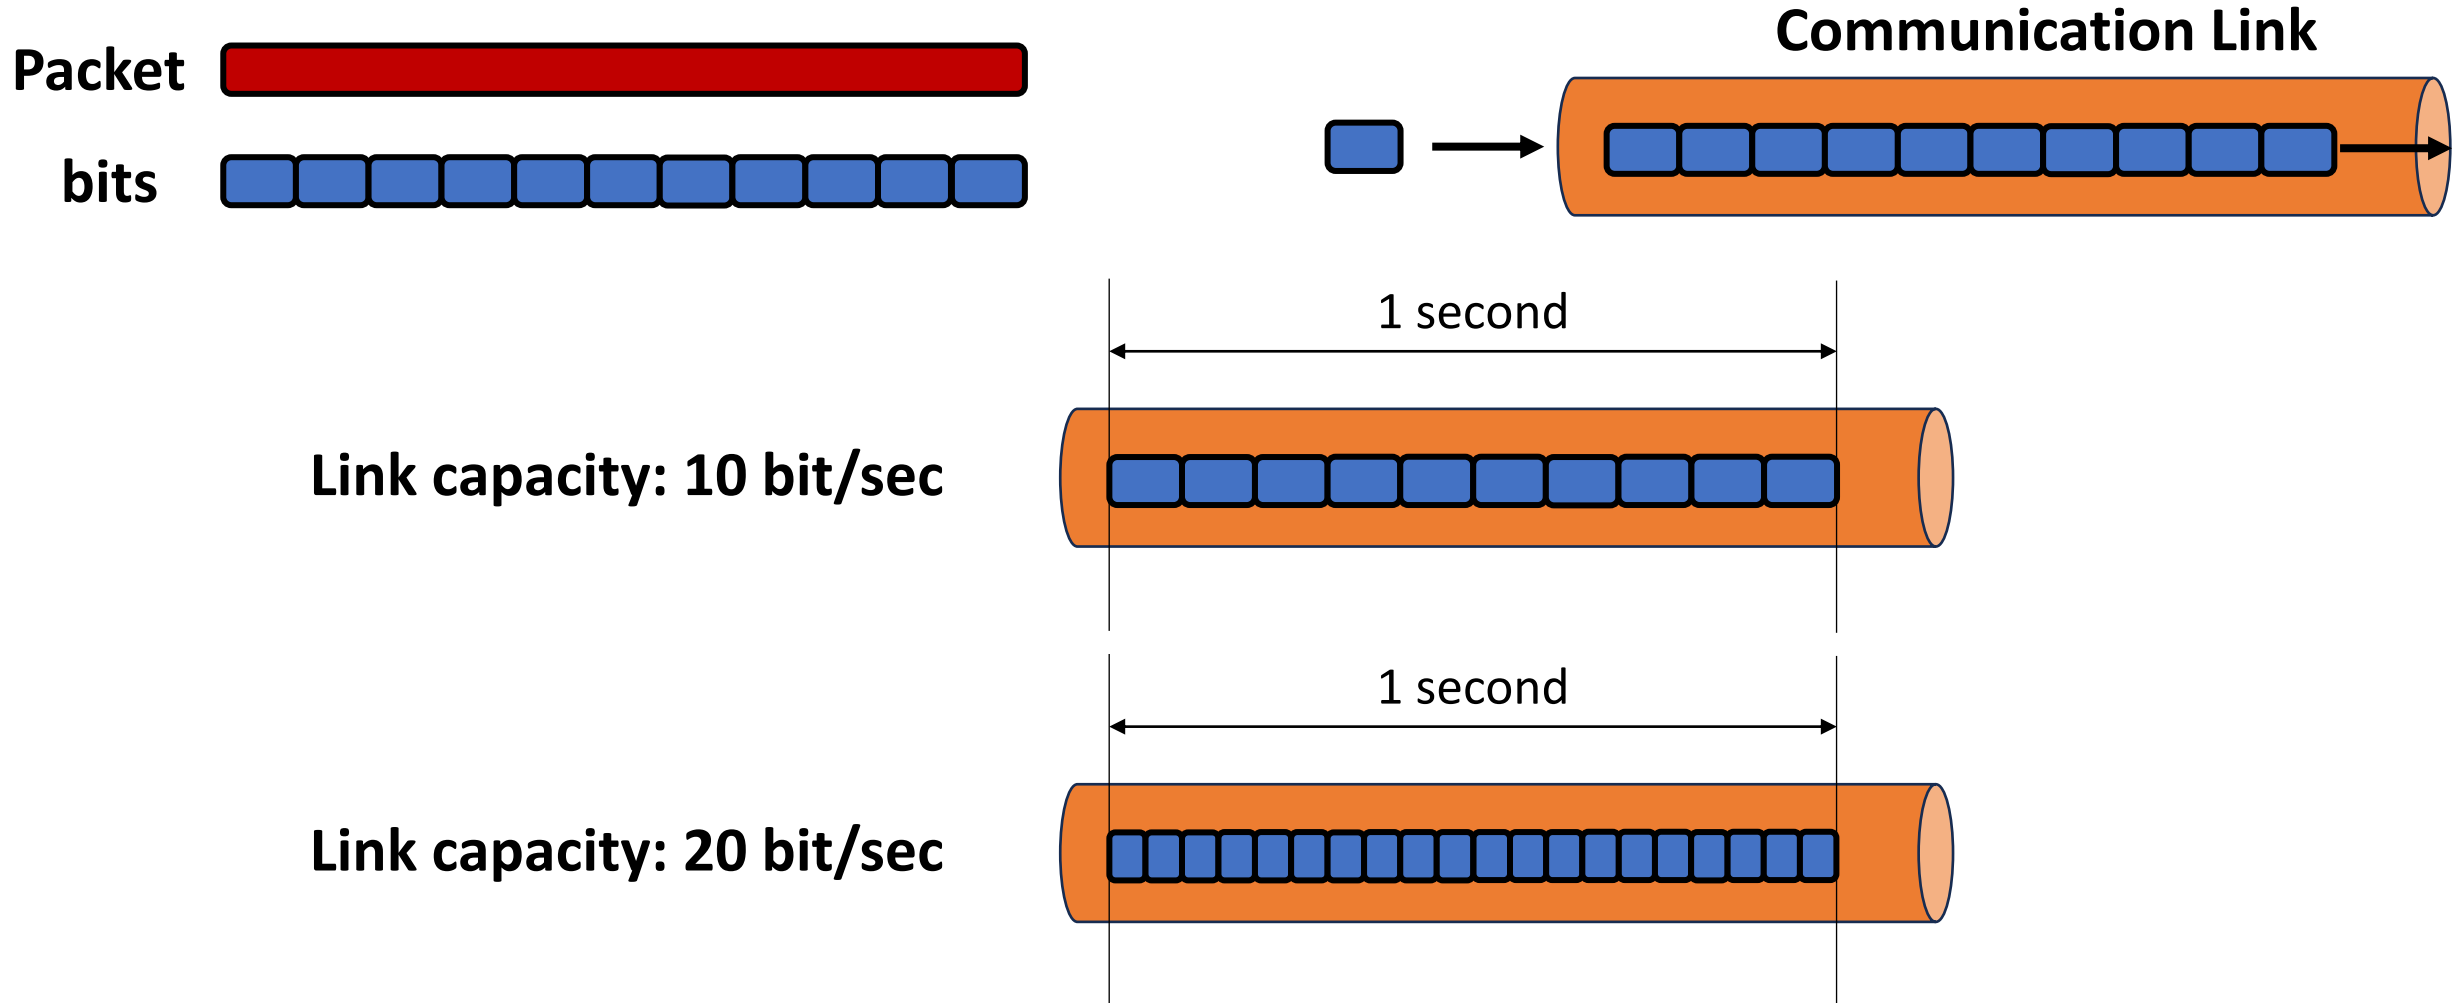 Communication Link
Packet
bits
1 second
Link capacity: 10 bit/sec
1 second
Link capacity: 20 bit/sec